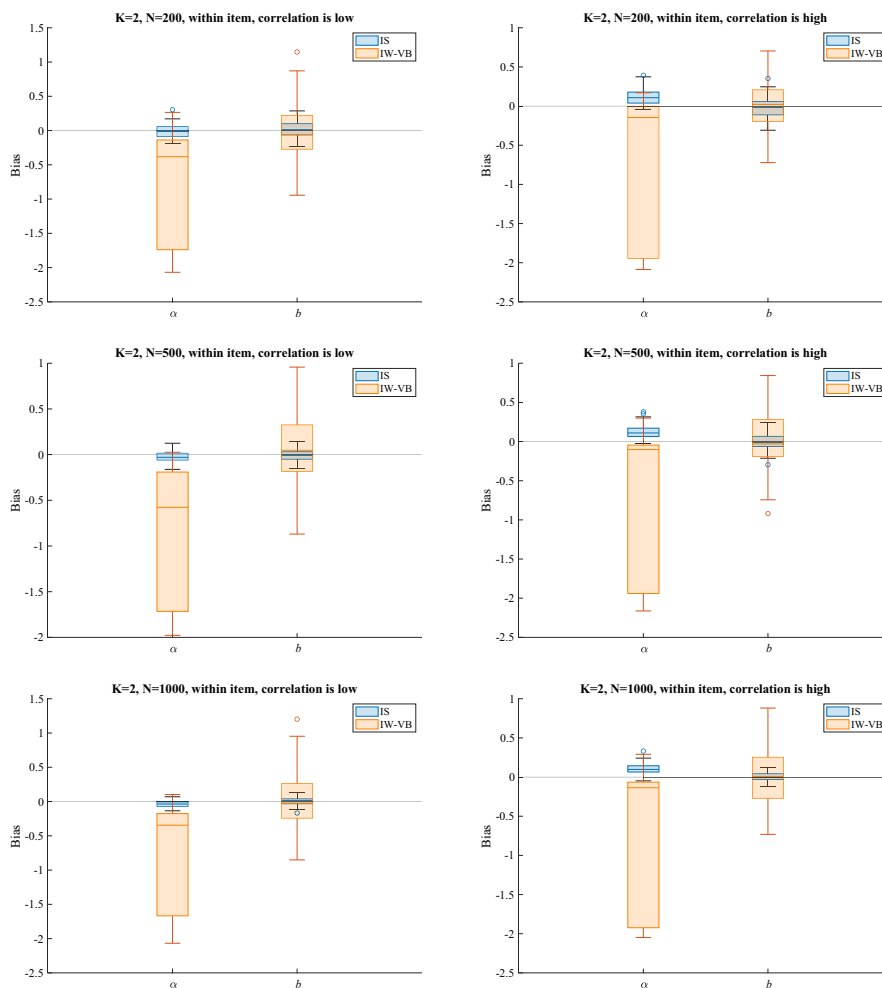 K=2, N=200, within item, correlation is low
IS
IW-VB
1.5
1
0.5
0
-0.5
-1
-1.5
-2
-2.5
Bias
α
b
K=2, N=200, within item, correlation is high
IS
IW-VB
1
0.5
0
-0.5
-1
-1.5
-2
-2.5
Bias
α
b
K=2, N=500, within item, correlation is low
IS
IW-VB
1
0.5
0
-0.5
-1
-1.5
-2
Bias
α
b
K=2, N=500, within item, correlation is high
IS
IW-VB
1
0.5
0
-0.5
-1
-1.5
-2
-2.5
Bias
α
b
K=2, N=1000, within item, correlation is low
IS
IW-VB
1.5
1
0.5
0
-0.5
-1
-1.5
-2
-2.5
Bias
α
b
K=2, N=1000, within item, correlation is high
IS
IW-VB
1
0.5
0
-0.5
-1
-1.5
-2
-2.5
Bias
α
b